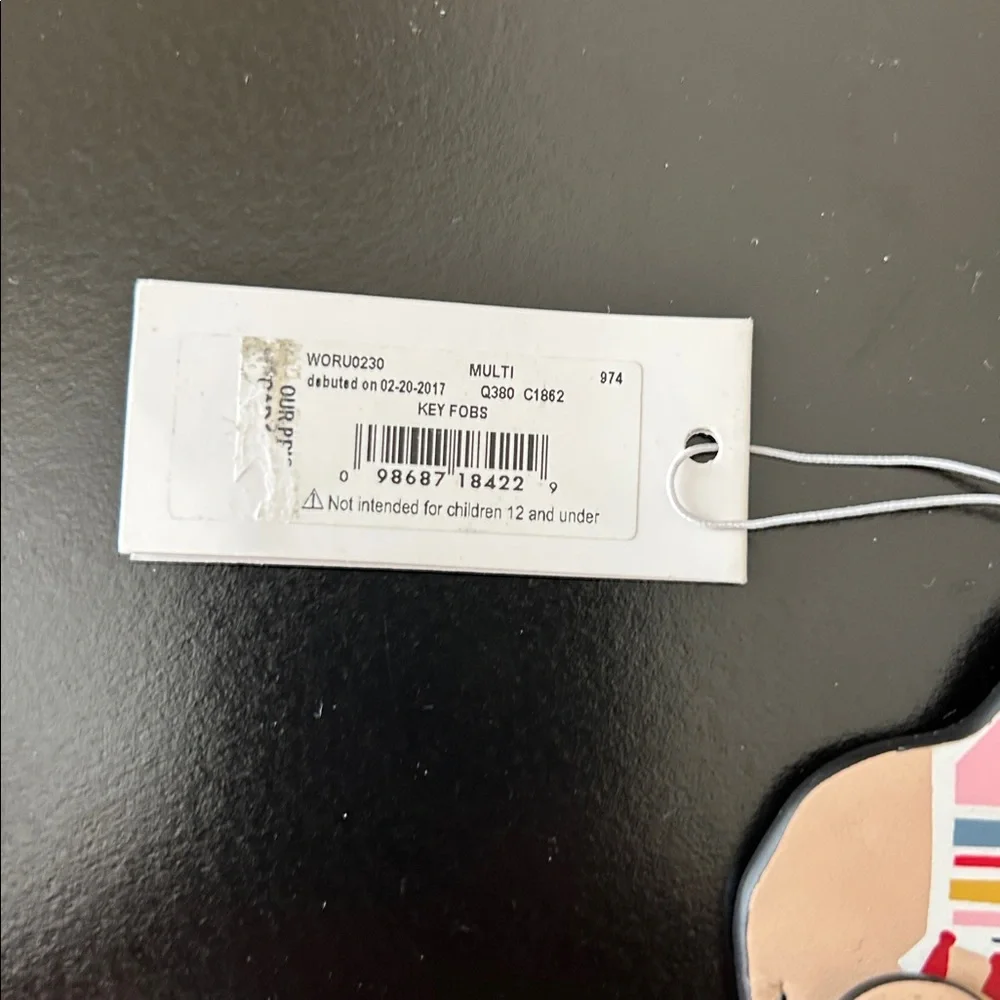 WORU0230 MULTI 974
debuted on 02-20-2017 Q380 C1862
KEY FOBS
0 98687 18422 9
⚠ Not intended for children 12 and under
OUR